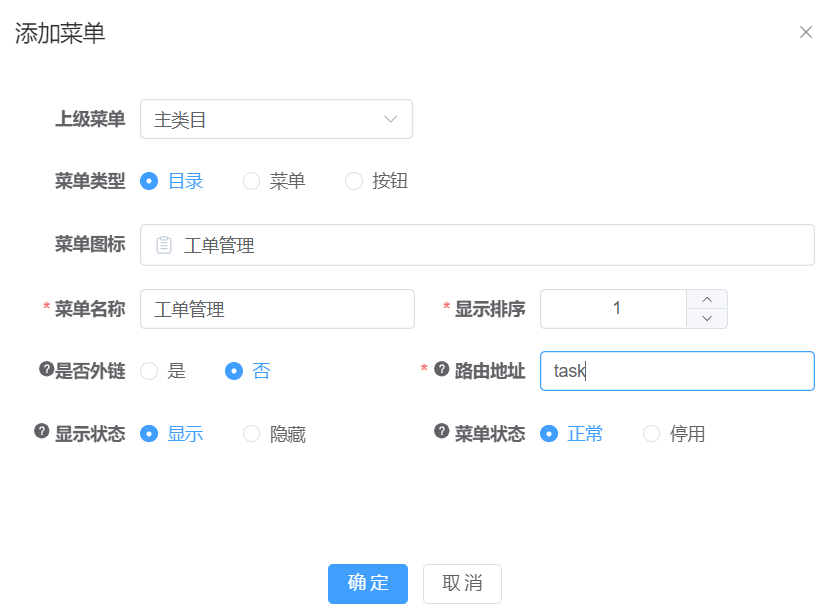 添加菜单
上级菜单 主类目
菜单类型 目录 菜单 按钮
菜单图标 工单管理
* 菜单名称 工单管理 * 显示排序 1
?是否外链 是 否 * ? 路由地址 task
? 显示状态 显示 隐藏 ? 菜单状态 正常 停用
确定 取消